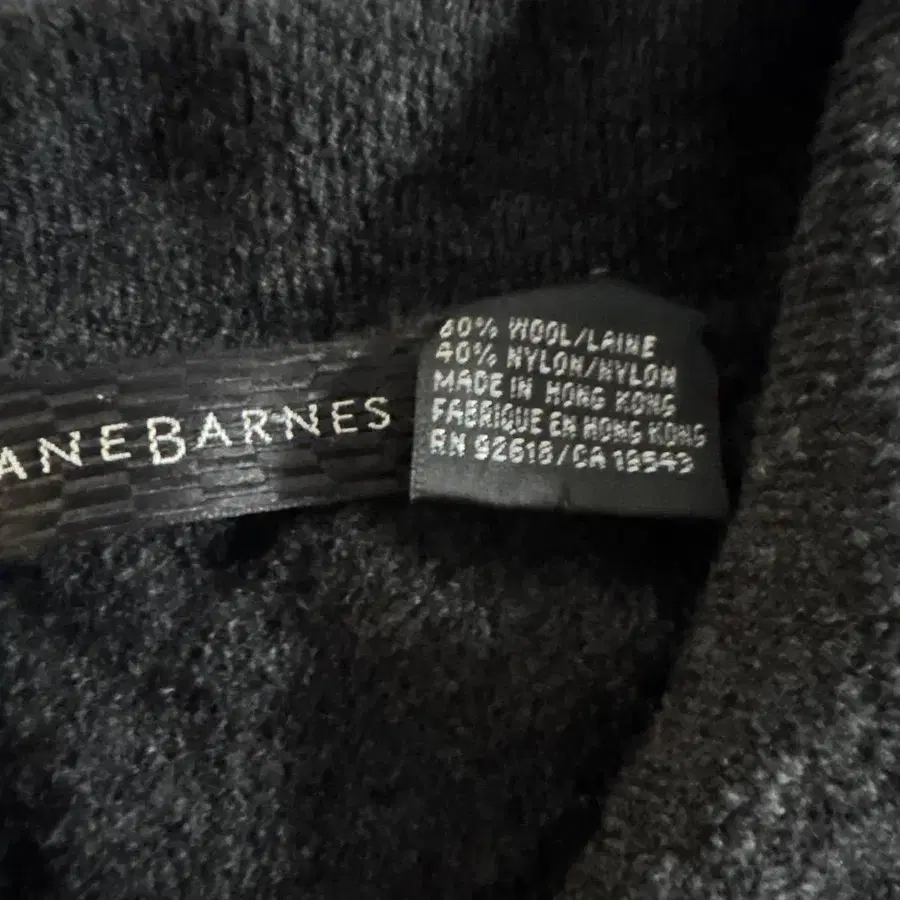 ANEBARNES
60% WOOL/LAINE
40% NYLON/NYLON
MADE IN HONG KONG
FABRIQUE EN HONG KONG
RN 92618/CA 18543